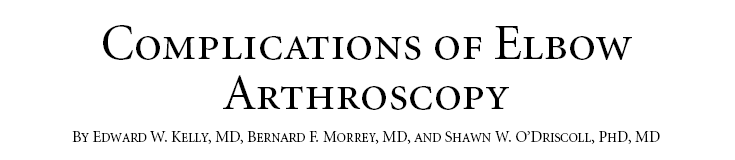 COMPLICATIONS OF ELBOW
ARTHROSCOPY
BY EDWARD W. KELLY, MD, BERNARD F. MORREY, MD, AND SHAWN W. O'DRISCOLL, PHD, MD